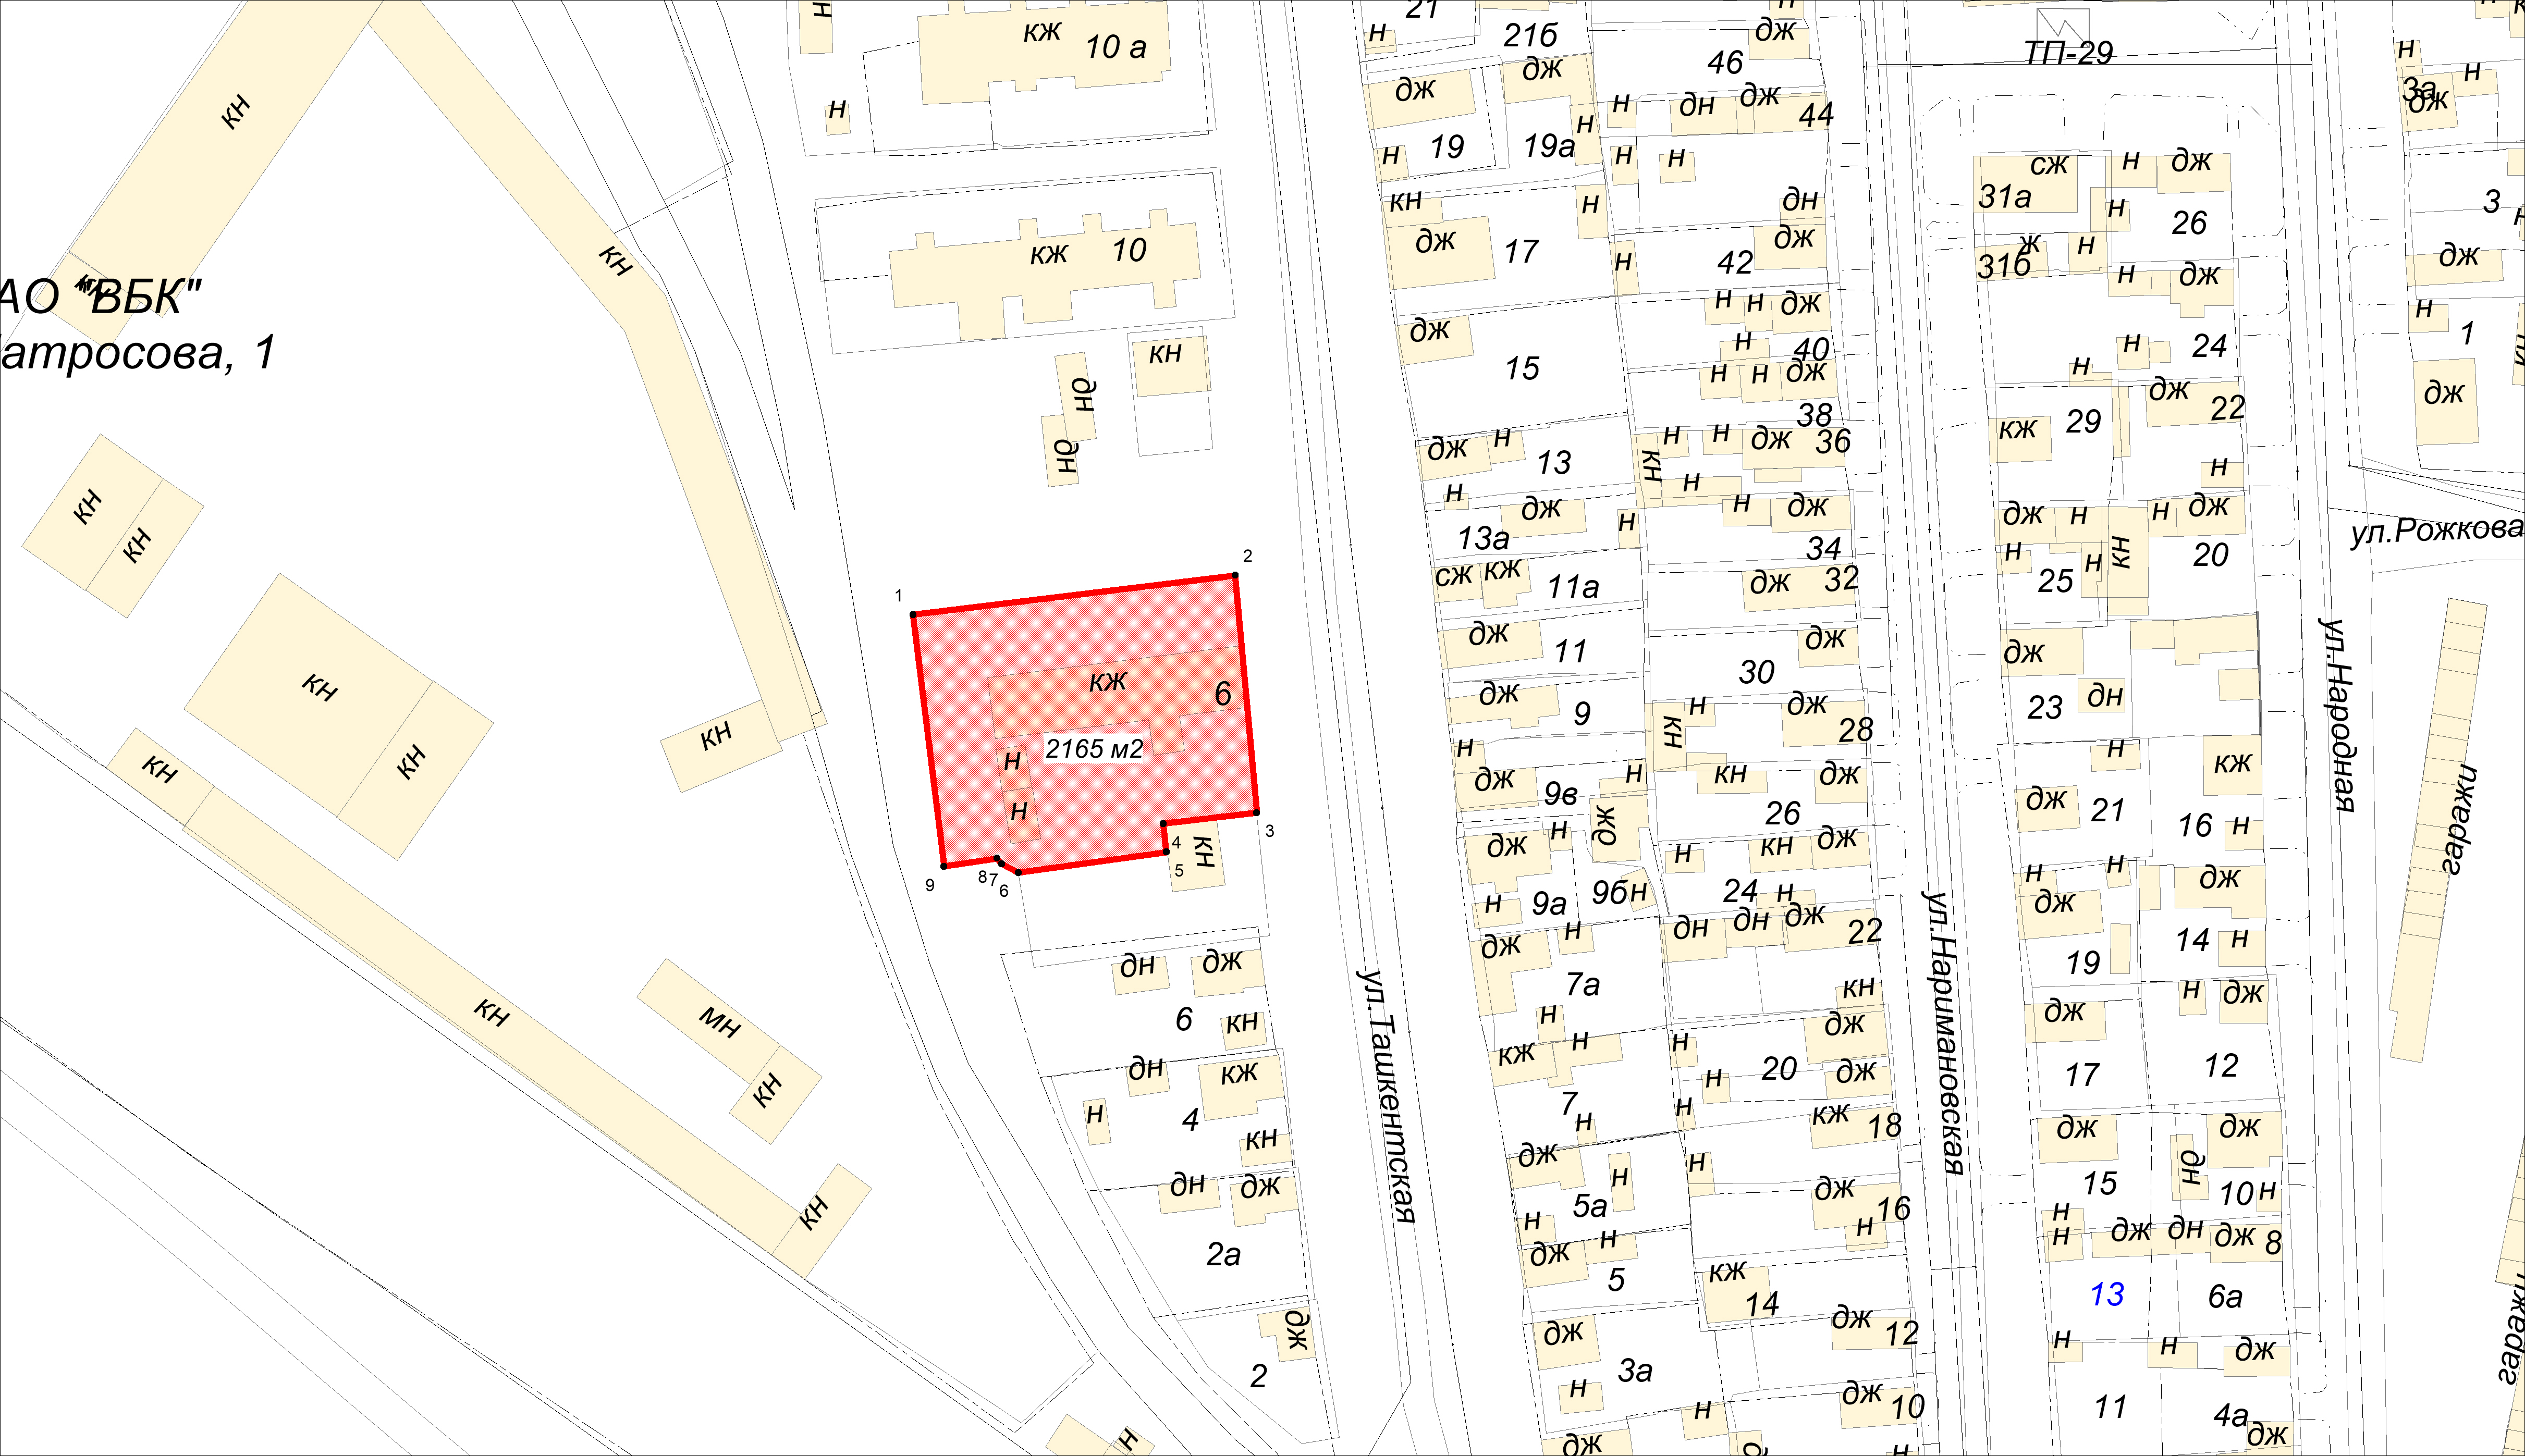 АО "ВБК"
атросова, 1
кн
кн
кн
кн
кн
кн
кн
кн
кн
кн
мн
кн
кн
н
кж
10 а
н
кж
10
кн
дн
дн
1
2
3
4
5
6
7
8
9
кж
6
2165 м2
н
н
кн
дн
дж
6
кн
дн
кж
н
4
кн
дн
дж
2а
дж
2
н
ул.Ташкентская
21
н
21б
дж
дж
н
19
19а
н
кн
дж
17
н
дж
15
дж
н
13
н
дж
13а
н
сж
кж
11а
дж
11
дж
9
н
дж
9в
н
дж
дж
н
н
9а
9б
н
дж
н
7а
н
кж
н
7
н
дж
н
5а
н
дж
н
5
дж
3а
н
н
дж
н
дж
46
н
дн
дж
44
н
н
дн
дж
42
н
н
н
дж
н
40
н
н
дж
38
кн
н
н
дж
36
н
н
дж
34
дж
32
дж
30
н
дж
28
кн
кн
дж
26
н
кн
дж
24
н
дн
дн
дж
22
кн
н
дж
20
н
дж
н
кж
18
н
дж
16
н
кж
14
дж
12
дж
10
н
ул.Наримановская
ТП-29
сж
31а
н
дж
н
26
ж
31б
н
н
дж
н
24
н
29
дж
22
кж
н
дж
н
н
дж
кн
н
25
н
20
дж
23
дн
н
кж
дж
21
16
н
н
н
дж
дж
19
14
н
дж
н
дж
17
12
дж
дж
15
дн
10
н
н
н
дж
дн
дж
8
13
6а
н
н
дж
11
4а
дж
ул.Народная
н
3а
дж
н
3
дж
н
1
дж
ул.Рожкова
гаражи
гаражи